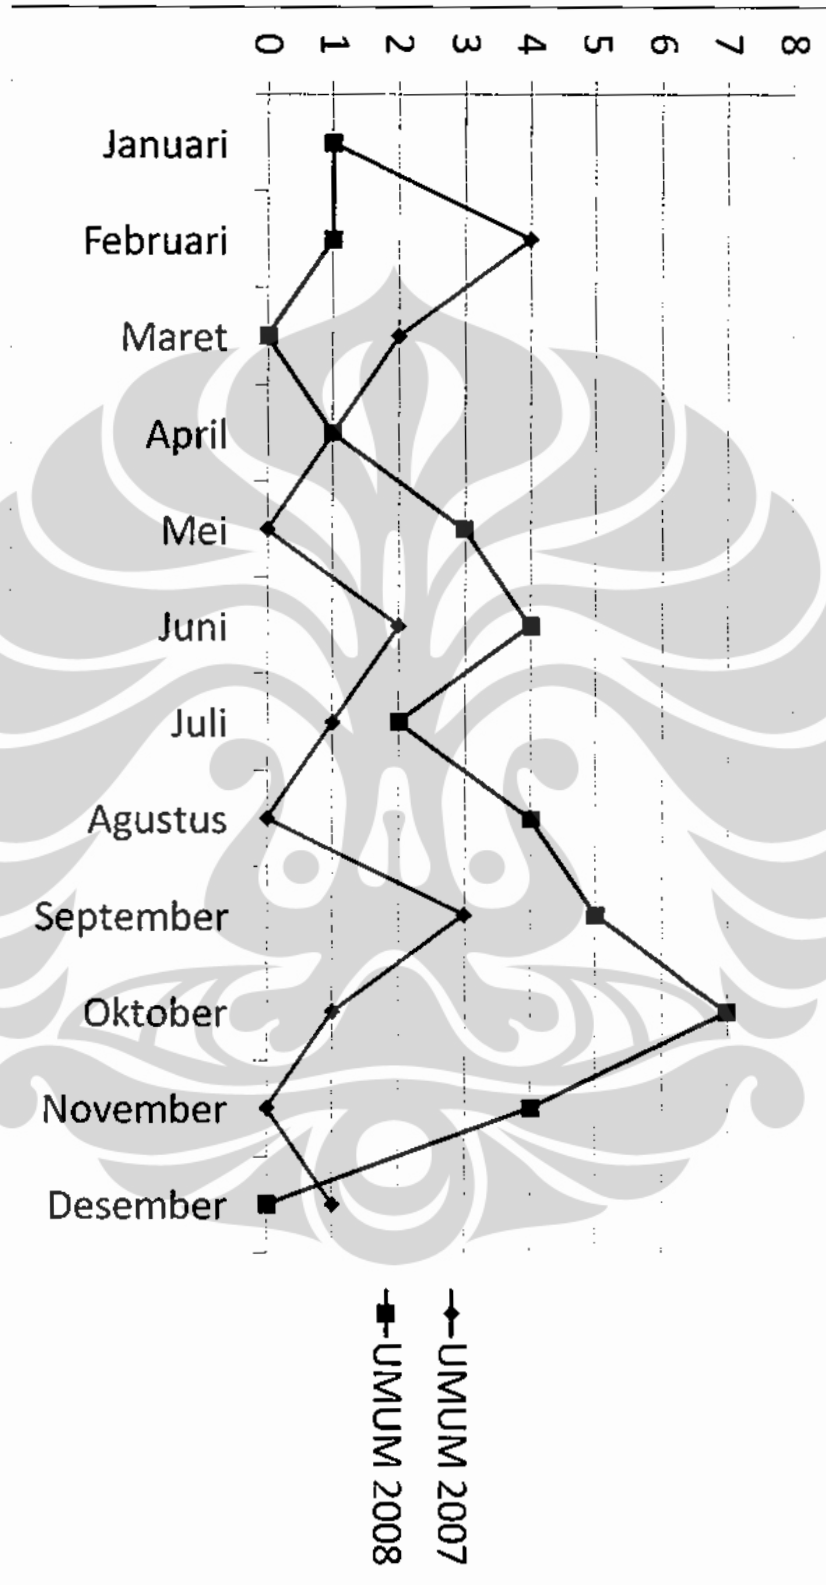 0 1 2 3 4 5 6 7 8
Januari
Februari
Maret
April
Mei
Juni
Juli
Agustus
September
Oktober
November
Desember
UMUM 2007
UMUM 2008